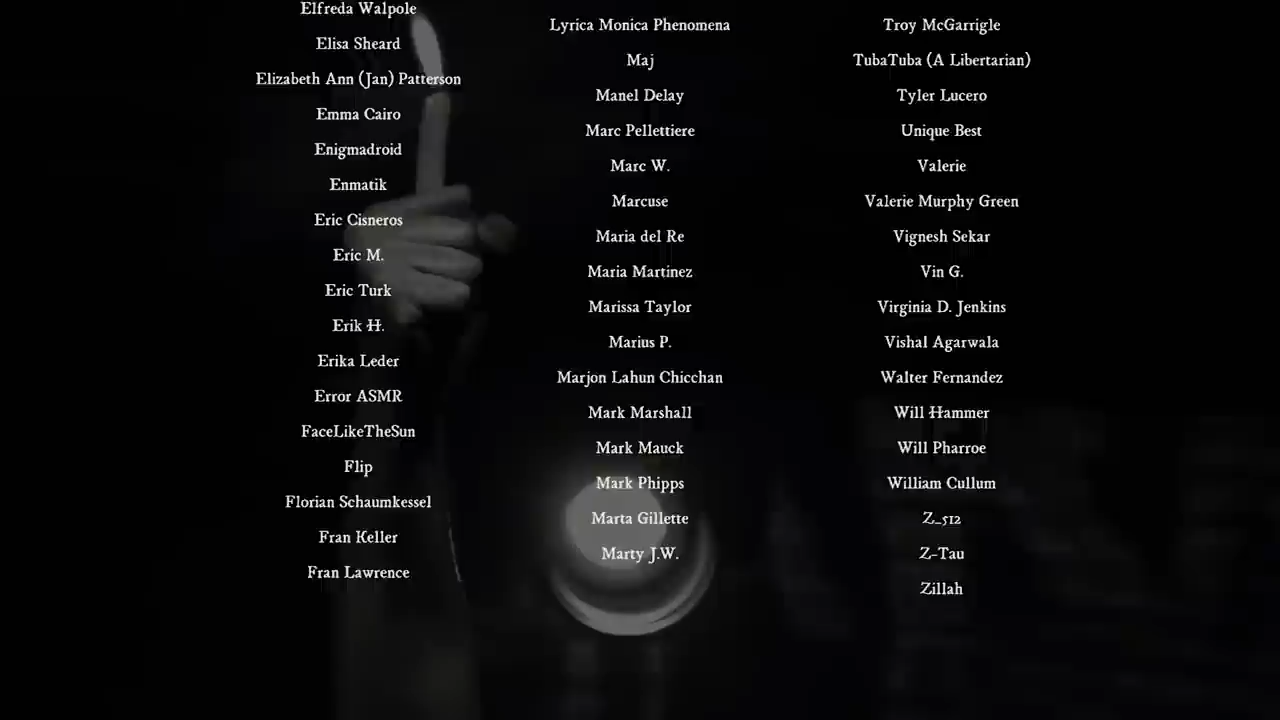 Elfreda Walpole
Elisa Sheard
Elizabeth Ann (Jan) Patterson
Emma Cairo
Enigmadroid
Enmatik
Eric Cisneros
Eric M.
Eric Turk
Erik H.
Erika Leder
Error ASMR
FaceLikeTheSun
Flip
Florian Schaumkessel
Fran Keller
Fran Lawrence
Lyrica Monica Phenomena
Maj
Manel Delay
Marc Pellettiere
Marc W.
Marcuse
Maria del Re
Maria Martinez
Marissa Taylor
Marius P.
Marjon Lahun Chicchan
Mark Marshall
Mark Mauck
Mark Phipps
Marta Gillette
Marty J.W.
Troy McGarrigle
TubaTuba (A Libertarian)
Tyler Lucero
Unique Best
Valerie
Valerie Murphy Green
Vignesh Sekar
Vin G.
Virginia D. Jenkins
Vishal Agarwala
Walter Fernandez
Will Hammer
Will Pharroe
William Cullum
Z_512
Z-Tau
Zillah